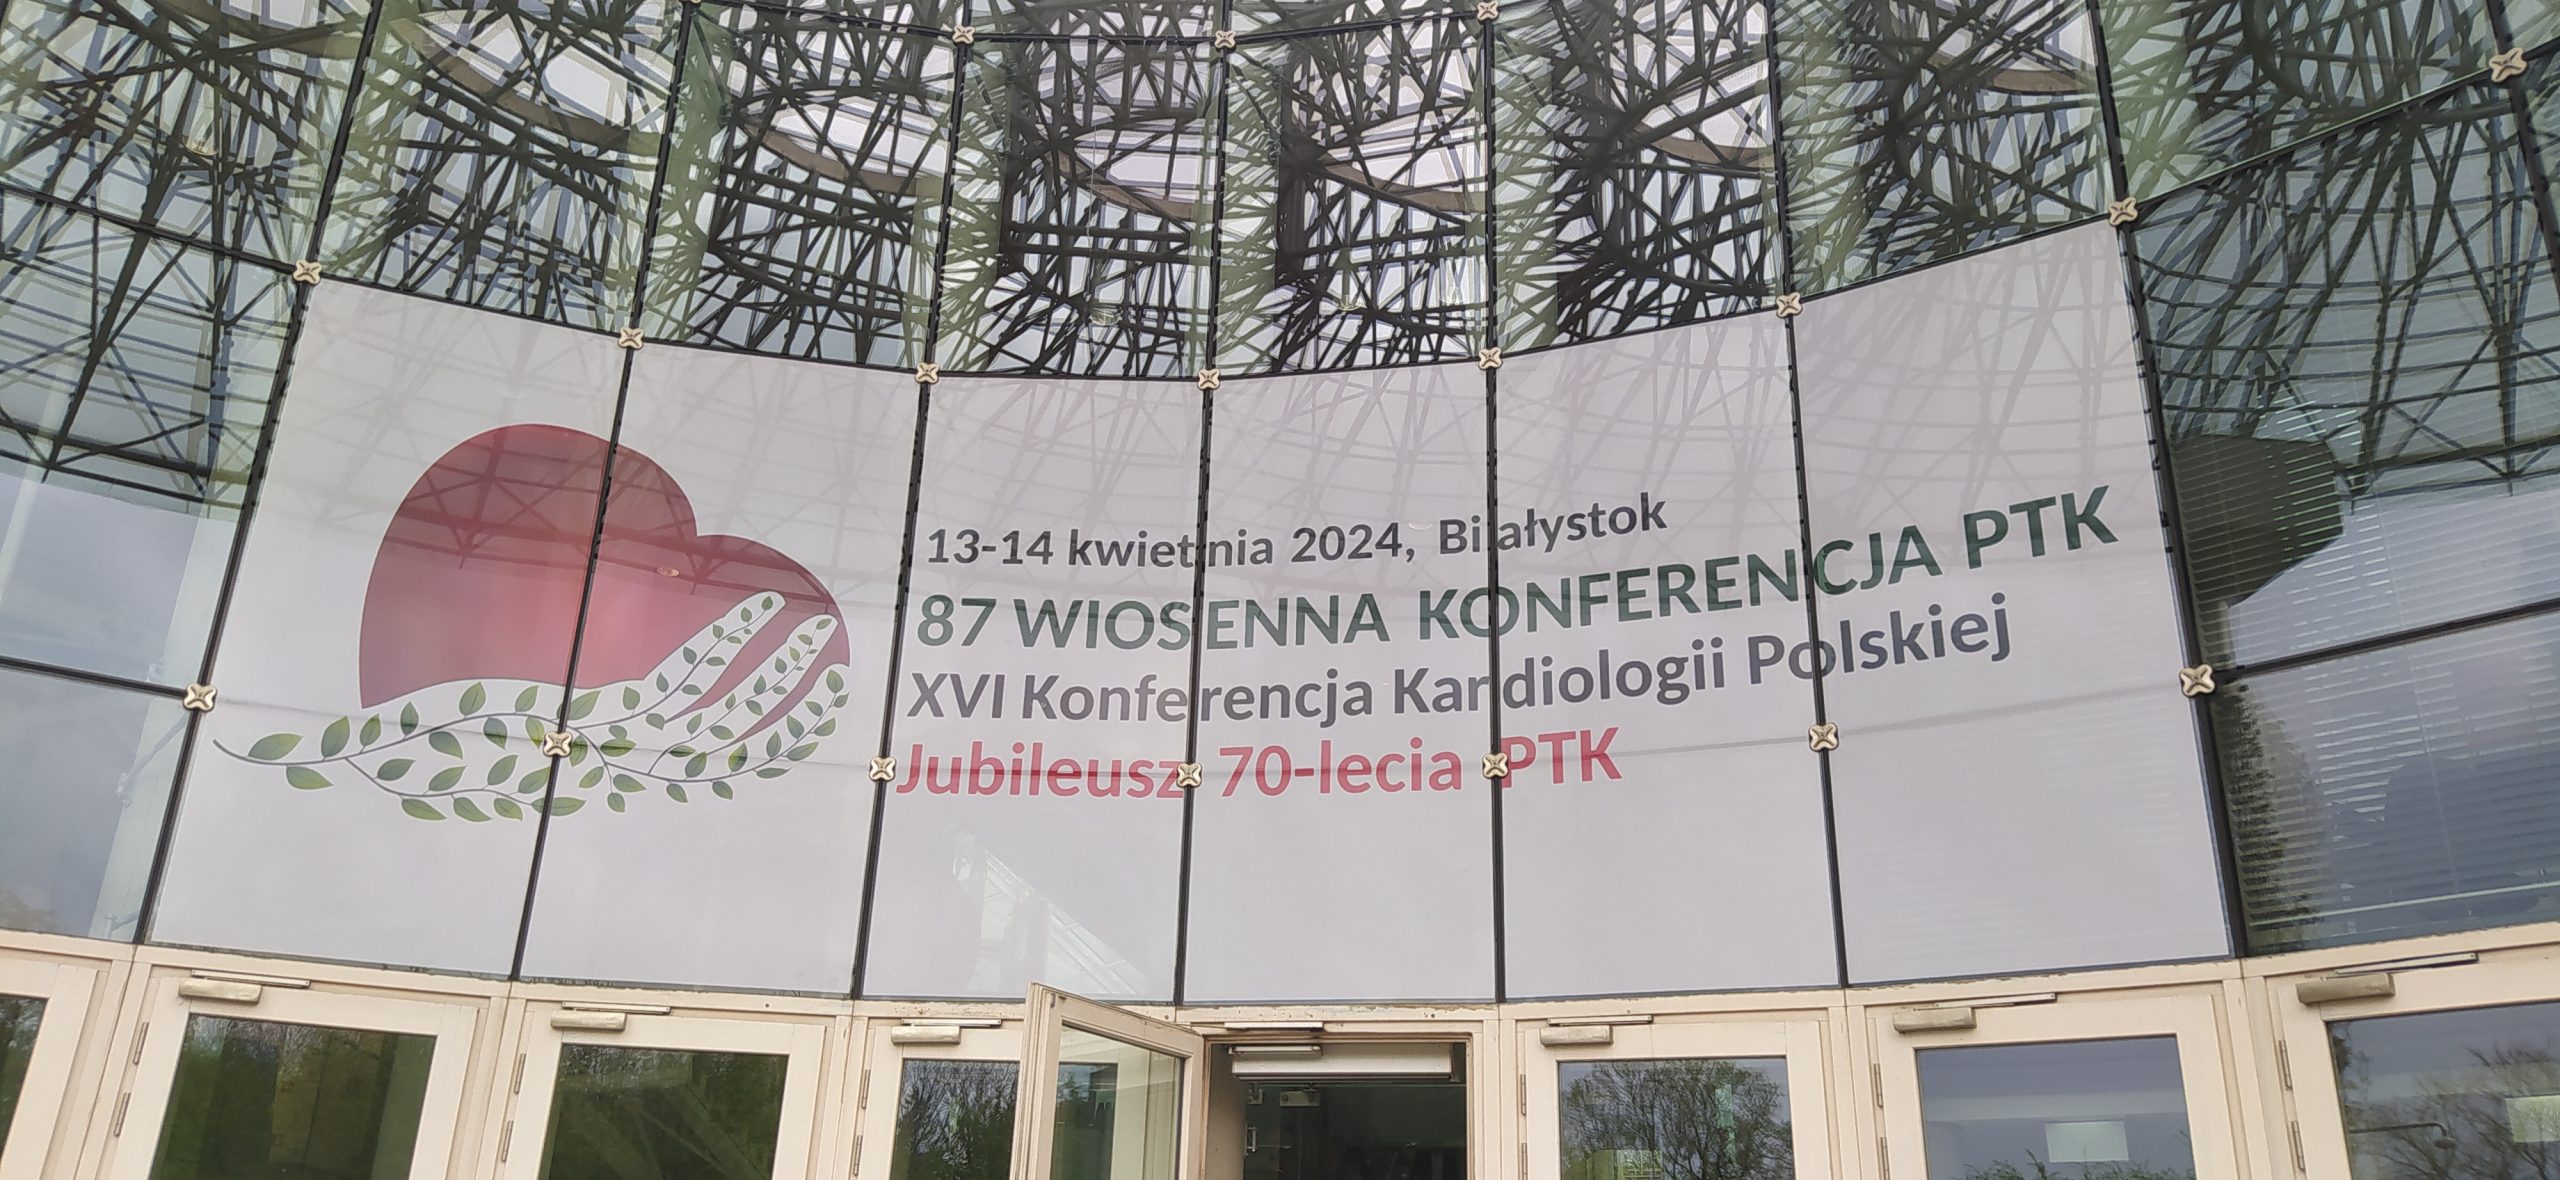 13-14 kwietnia 2024, Białystok
87 WIOSENNA KONFERENCJA PTK
XVI Konferencja Kardiologii Polskiej
Jubileusz 70-lecia PTK